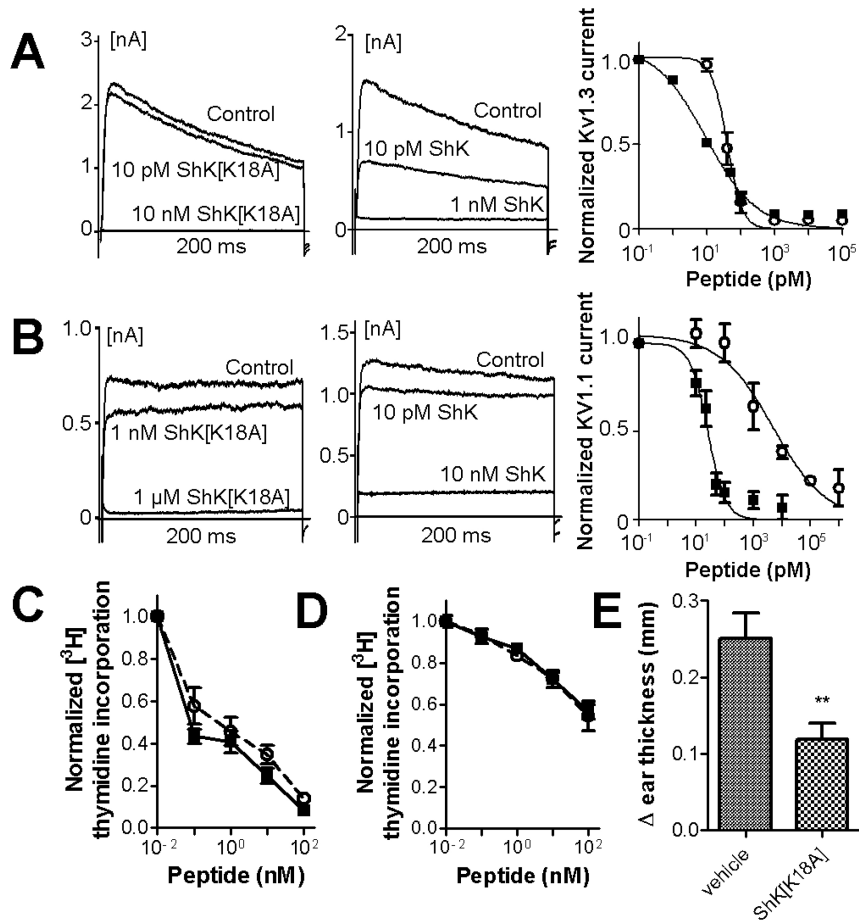 A
[nA]
3
2
1
0
Control
10 pM ShK[K18A]
10 nM ShK[K18A]
200 ms
[nA]
2
1
0
Control
10 pM ShK
1 nM ShK
200 ms
Normalized Kv1.3 current
1.0
0.5
0
10⁻¹ 10¹ 10³ 10⁵
Peptide (pM)
B
[nA]
1.0
0.5
0
Control
1 nM ShK[K18A]
1 µM ShK[K18A]
200 ms
[nA]
1.5
1.0
0.5
0
Control
10 pM ShK
10 nM ShK
200 ms
Normalized KV1.1 current
1.0
0.5
0
10⁻¹ 10¹ 10³ 10⁵
Peptide (pM)
C
Normalized [³H]
thymidine incorporation
1.0
0.8
0.6
0.4
0.2
0.0
10⁻² 10⁰ 10²
Peptide (nM)
D
Normalized [³H]
thymidine incorporation
1.0
0.8
0.6
0.4
0.2
0.0
10⁻² 10⁰ 10²
Peptide (nM)
E
Δ ear thickness (mm)
0.3
0.2
0.1
0.0
**
vehicle
ShK[K18A]